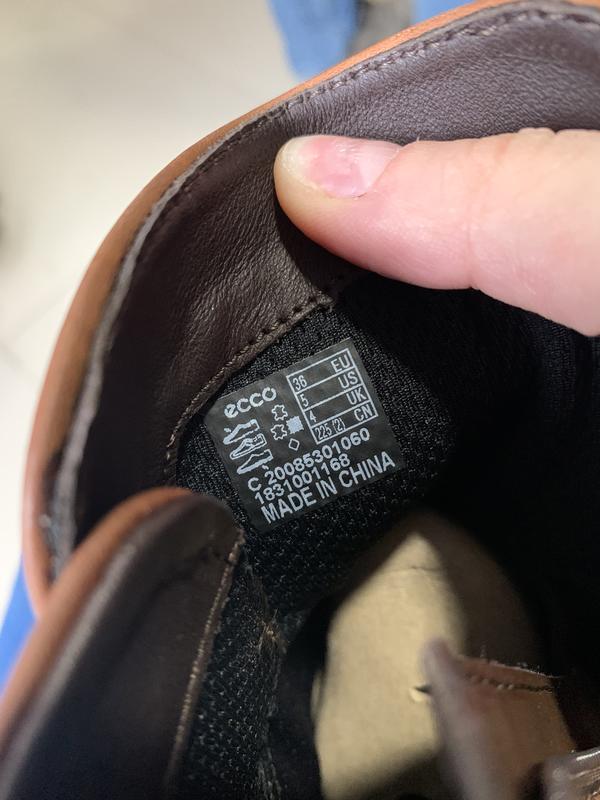 ecco
36 EU
5 US
4 UK
225 (2) CN
C 20085301060
1831001168
MADE IN CHINA